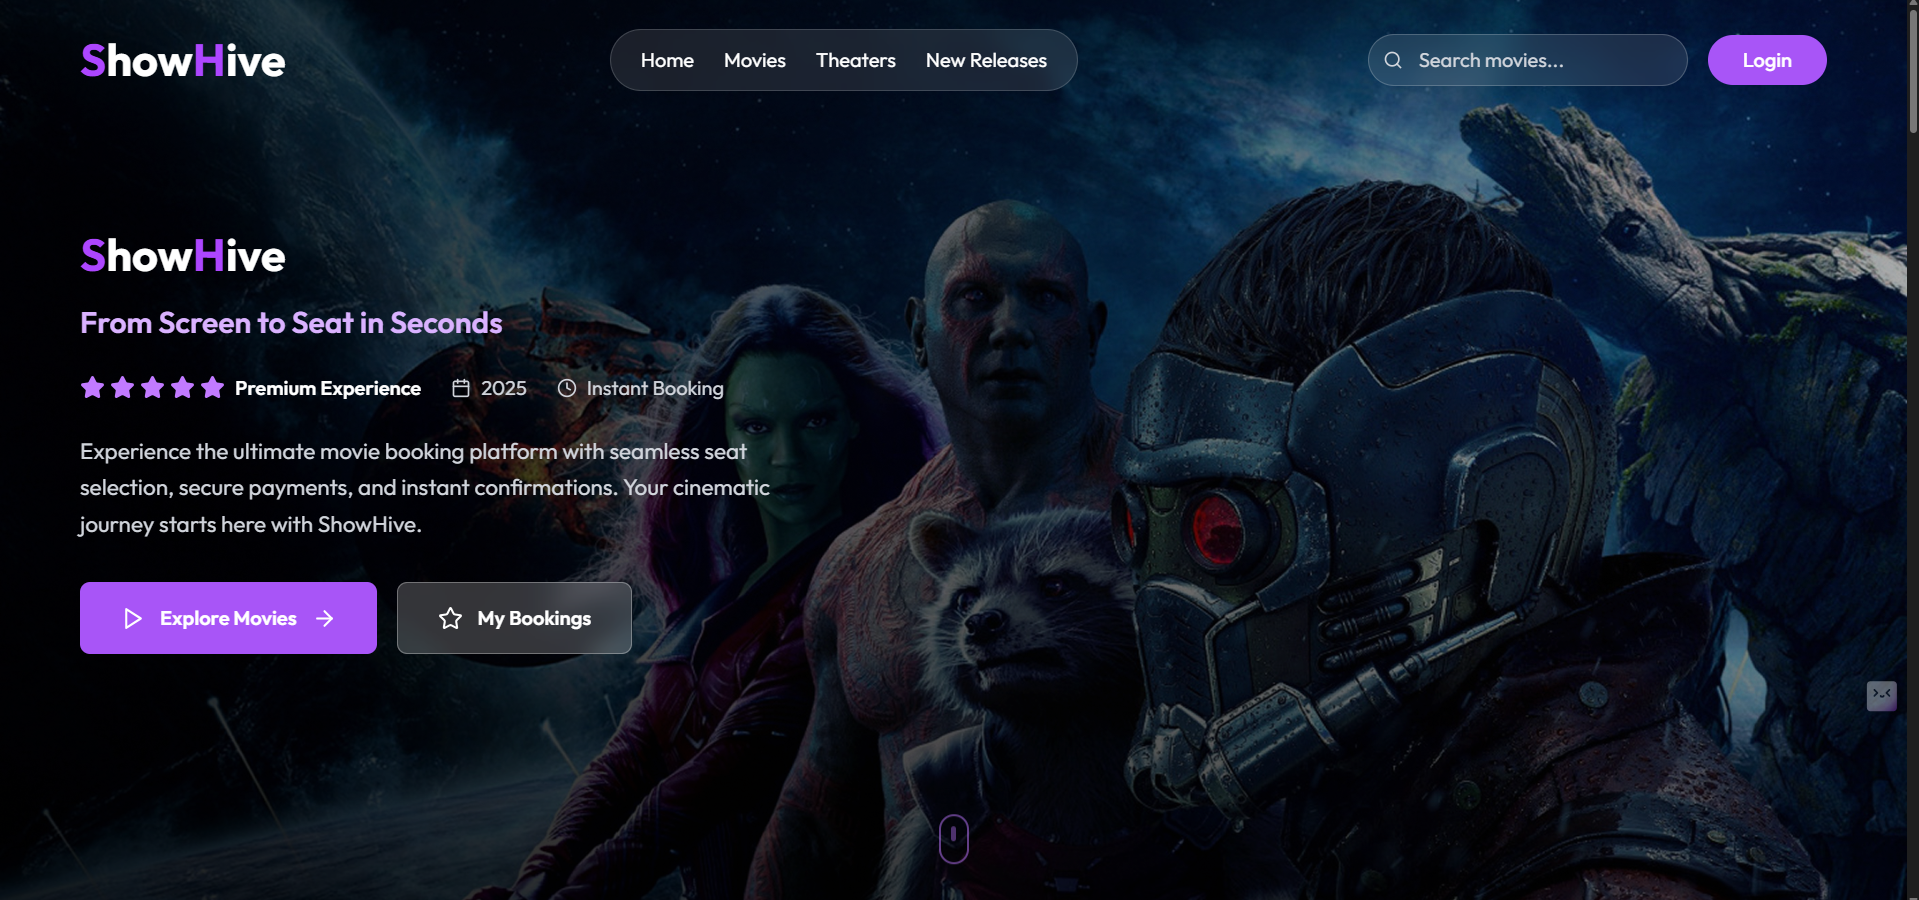 ShowHive
Home Movies Theaters New Releases
Search movies...
Login
ShowHive
From Screen to Seat in Seconds
Premium Experience 2025 Instant Booking
Experience the ultimate movie booking platform with seamless seat
selection, secure payments, and instant confirmations. Your cinematic
journey starts here with ShowHive.
Explore Movies
My Bookings